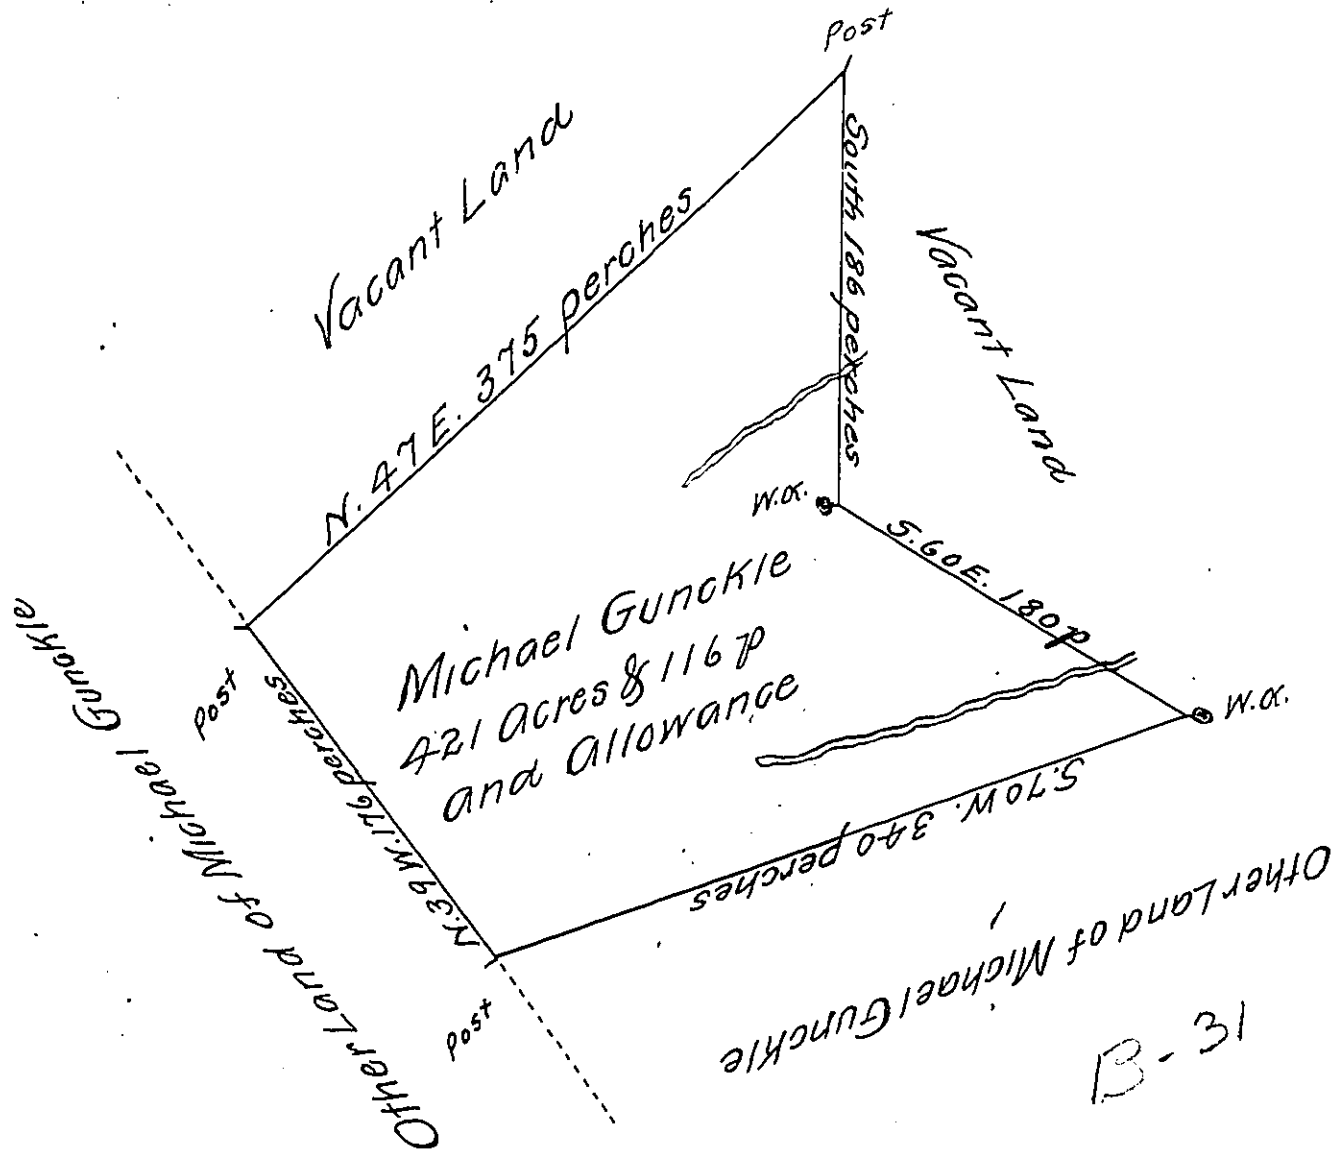 Post
Vacant Land
South 186 perches
Vacant Land
N. 47 E. 375 perches
W.O.
S. 60 E. 180 p
Michael Gunckle
421 Acres & 116 p
and Allowance
Post
W.O.
N. 39 W. 176 perches
S. 70 W. 340 perches
Other Land of Michael Gunckle
Other Land of Michael Gunckle
Post
B-31